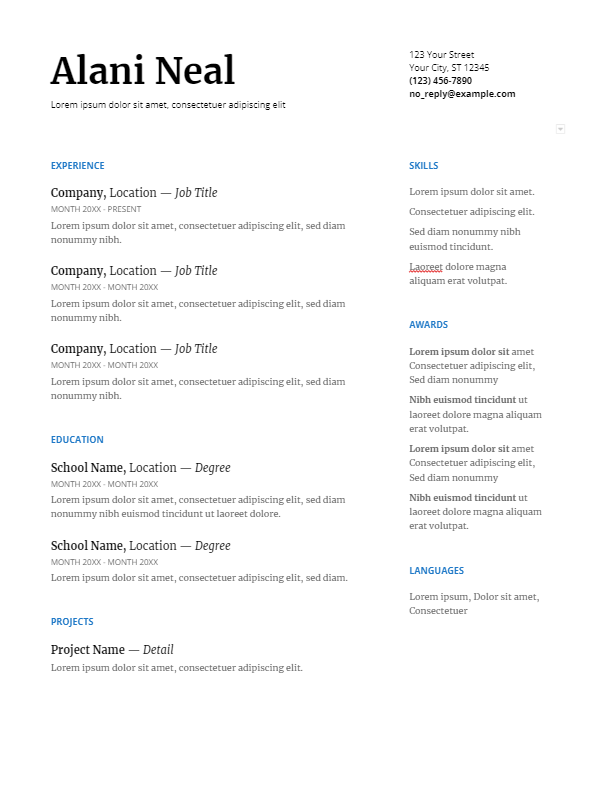 Alani Neal
Lorem ipsum dolor sit amet, consectetuer adipiscing elit
123 Your Street
Your City, ST 12345
(123) 456-7890
no_reply@example.com
EXPERIENCE
Company, Location — Job Title
MONTH 20XX - PRESENT
Lorem ipsum dolor sit amet, consectetuer adipiscing elit, sed diam
nonummy nibh.
Company, Location — Job Title
MONTH 20XX - MONTH 20XX
Lorem ipsum dolor sit amet, consectetuer adipiscing elit, sed diam
nonummy nibh.
Company, Location — Job Title
MONTH 20XX - MONTH 20XX
Lorem ipsum dolor sit amet, consectetuer adipiscing elit, sed diam
nonummy nibh.
EDUCATION
School Name, Location — Degree
MONTH 20XX - MONTH 20XX
Lorem ipsum dolor sit amet, consectetuer adipiscing elit, sed diam
nonummy nibh euismod tincidunt ut laoreet dolore.
School Name, Location — Degree
MONTH 20XX - MONTH 20XX
Lorem ipsum dolor sit amet, consectetuer adipiscing elit, sed diam.
PROJECTS
Project Name — Detail
Lorem ipsum dolor sit amet, consectetuer adipiscing elit.
SKILLS
Lorem ipsum dolor sit amet.
Consectetuer adipiscing elit.
Sed diam nonummy nibh
euismod tincidunt.
Laoreet dolore magna
aliquam erat volutpat.
AWARDS
Lorem ipsum dolor sit amet
Consectetuer adipiscing elit,
Sed diam nonummy
Nibh euismod tincidunt ut
laoreet dolore magna aliquam
erat volutpat.
Lorem ipsum dolor sit amet
Consectetuer adipiscing elit,
Sed diam nonummy
Nibh euismod tincidunt ut
laoreet dolore magna aliquam
erat volutpat.
LANGUAGES
Lorem ipsum, Dolor sit amet,
Consectetuer